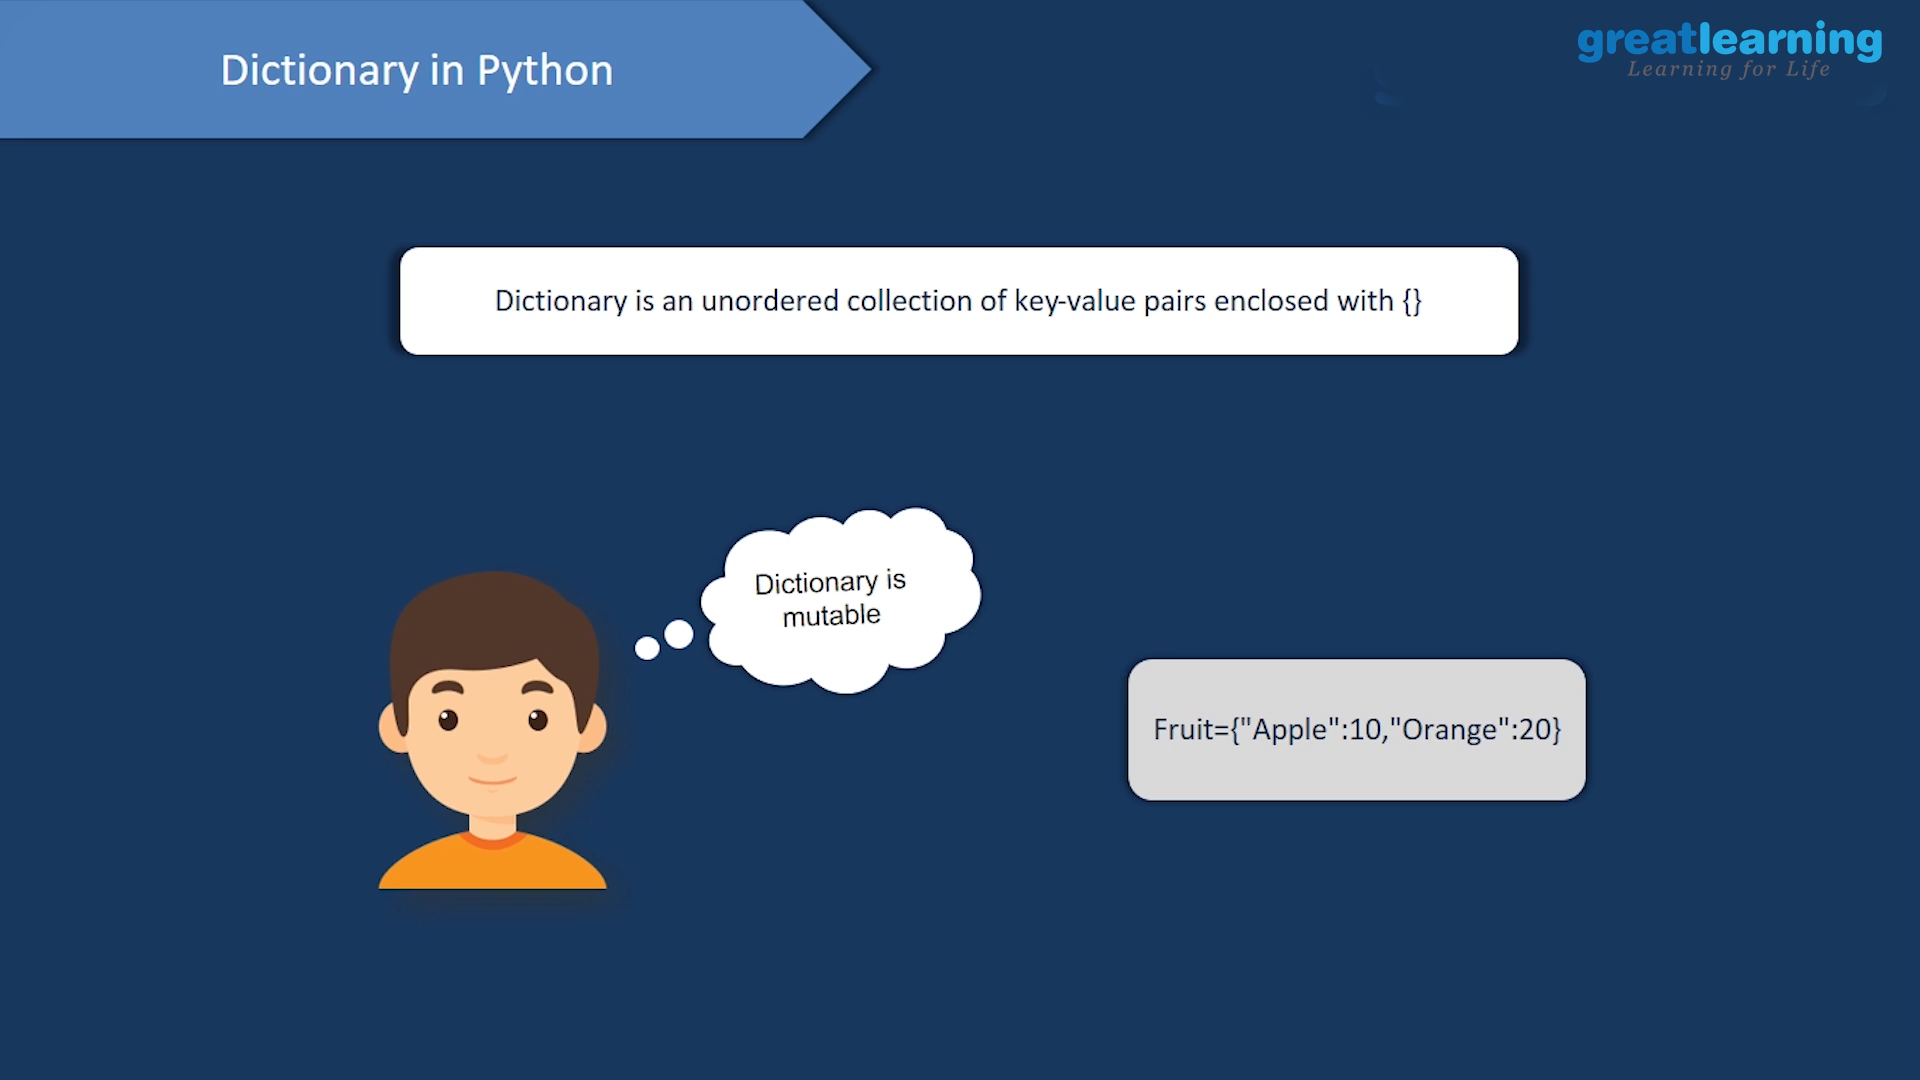 Dictionary in Python
greatlearning
Learning for Life
Dictionary is an unordered collection of key-value pairs enclosed with {}
Dictionary is
mutable
Fruit={"Apple":10,"Orange":20}